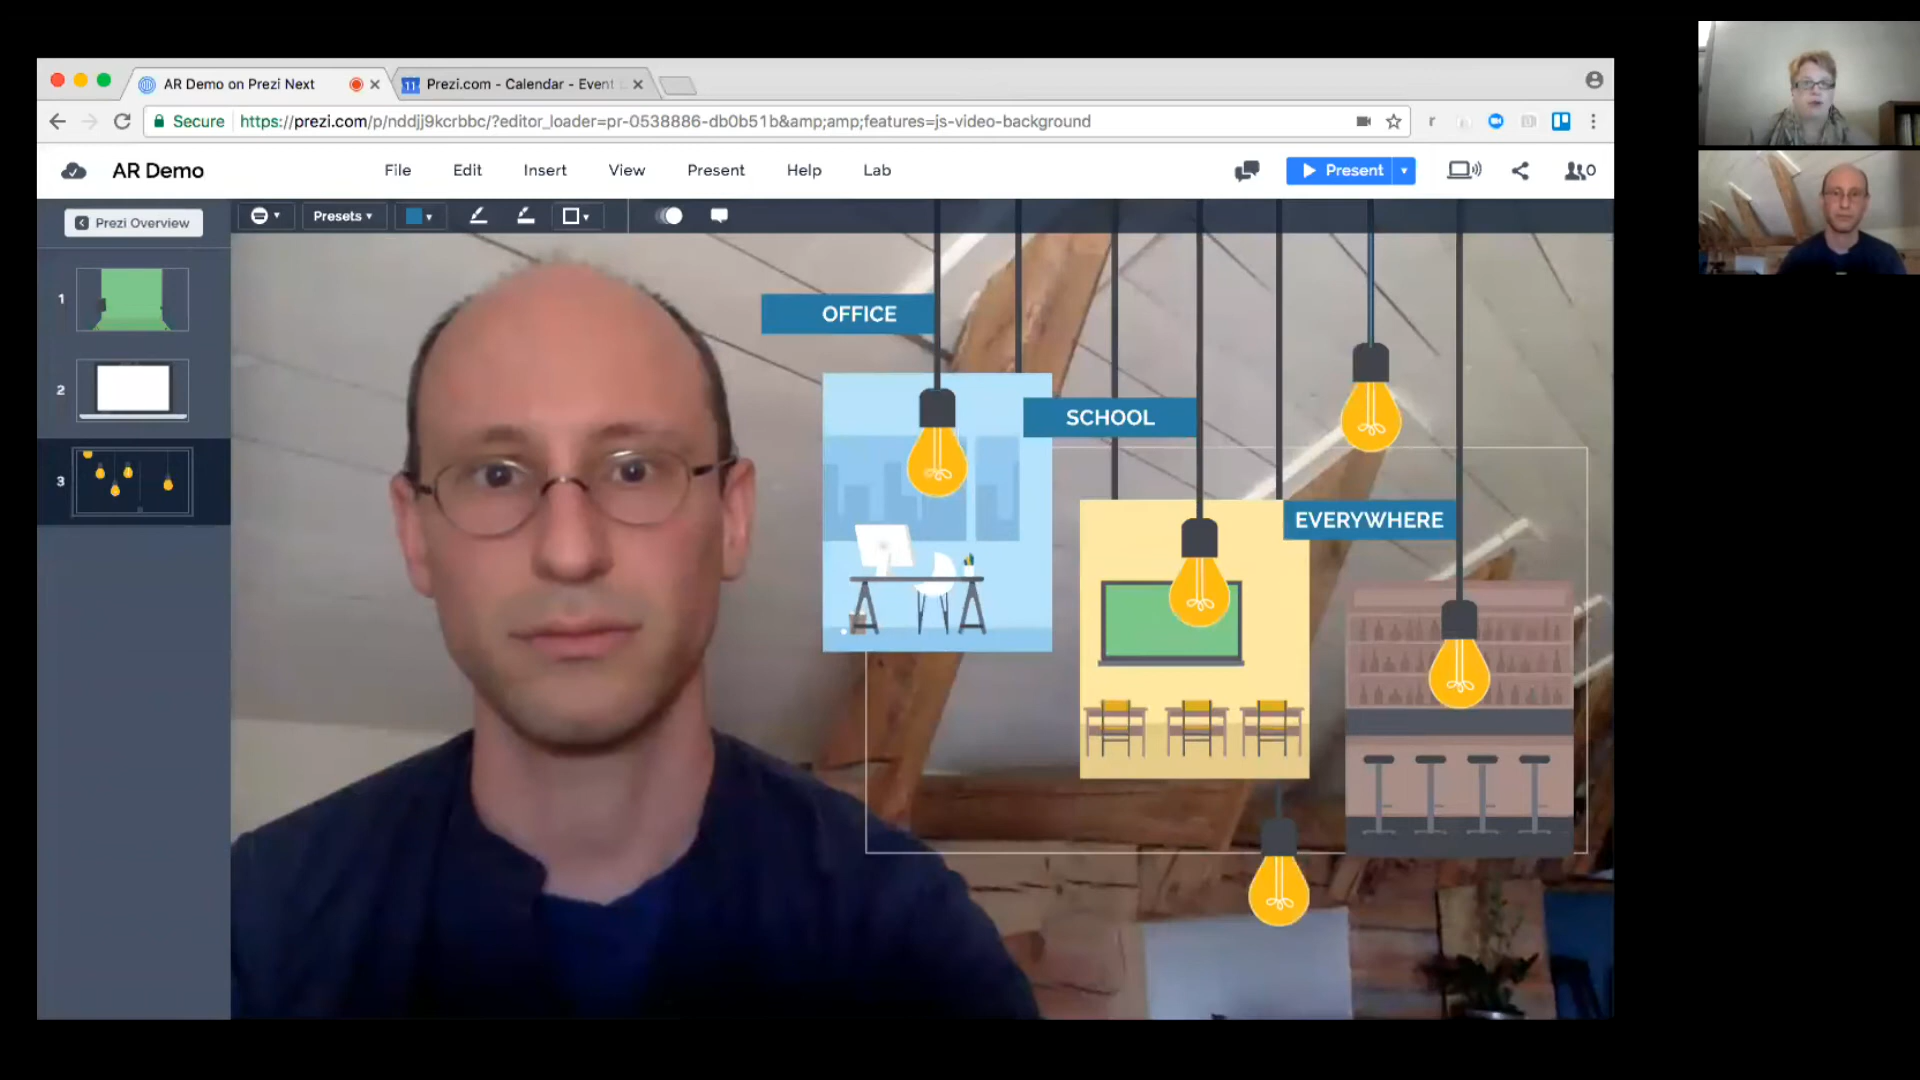 AR Demo on Prezi Next
11 Prezi.com - Calendar - Event
Secure https://prezi.com/p/nddjj9kcrbbc/?editor_loader=pr-0538886-db0b51b&amp;amp;features=js-video-background
AR Demo File Edit Insert View Present Help Lab Present 0
Prezi Overview Presets
1
2
3
OFFICE
SCHOOL
EVERYWHERE